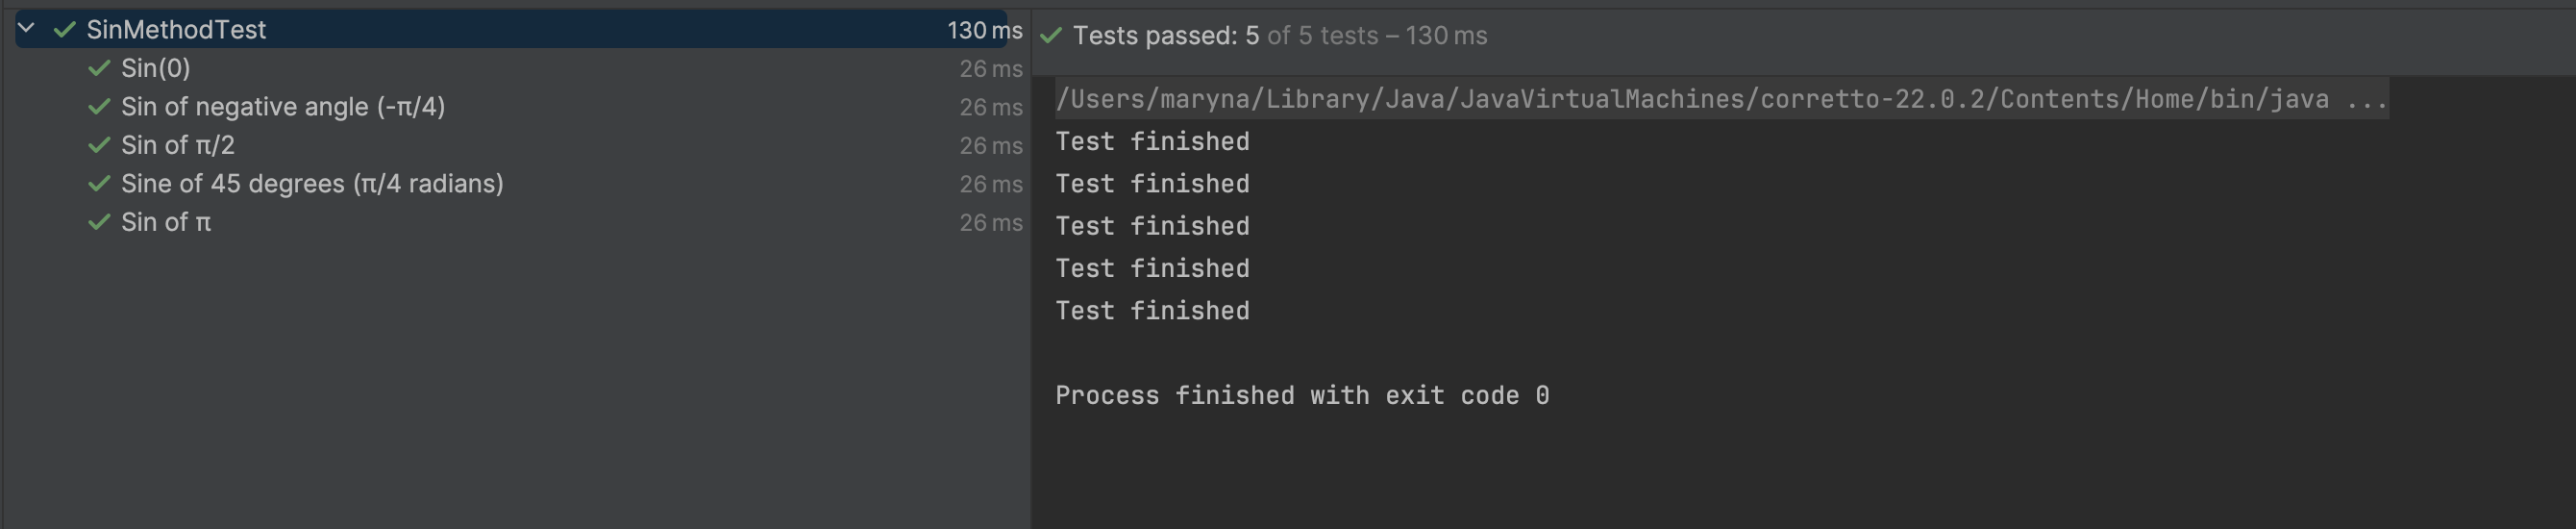 SinMethodTest 130 ms
Sin(0) 26 ms
Sin of negative angle (-π/4) 26 ms
Sin of π/2 26 ms
Sine of 45 degrees (π/4 radians) 26 ms
Sin of π 26 ms
Tests passed: 5 of 5 tests – 130 ms
/Users/maryna/Library/Java/JavaVirtualMachines/corretto-22.0.2/Contents/Home/bin/java ...
Test finished
Test finished
Test finished
Test finished
Test finished
Process finished with exit code 0